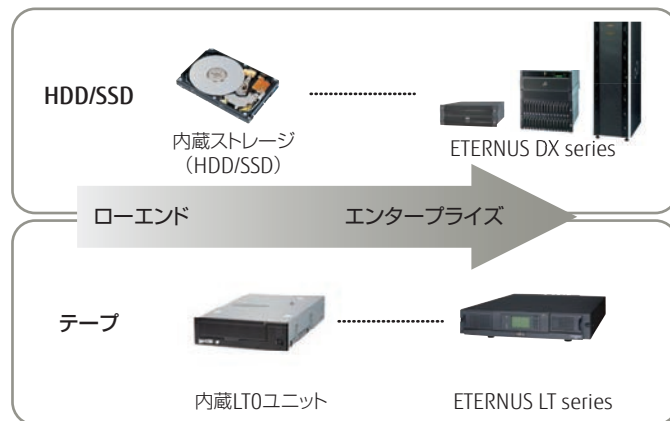 HDD/SSD
内蔵ストレージ
（HDD/SSD）
ETERNUS DX series
ローエンド
エンタープライズ
テープ
内蔵LTOユニット
ETERNUS LT series